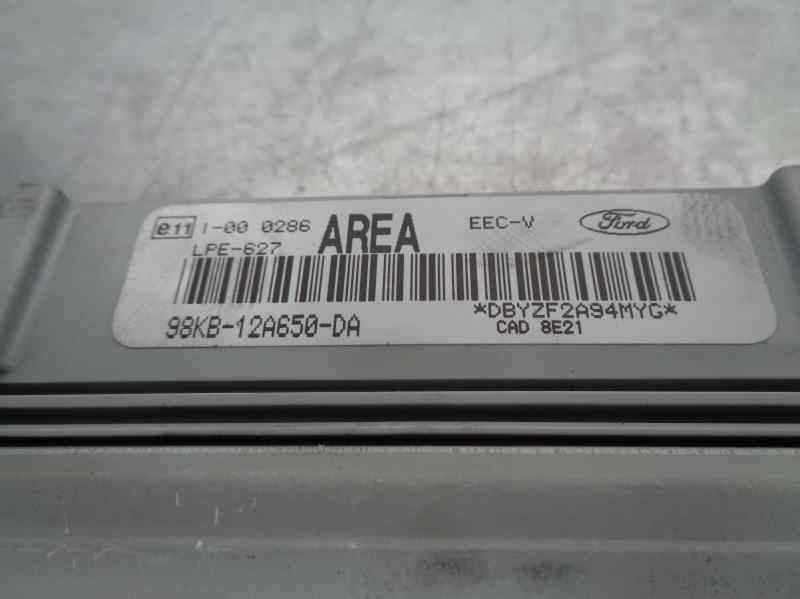 e11 I-00 0286 AREA EEC-V Ford
LPE-627
98KB-12A650-DA *DBYZF2A94MYG*
CAD 8E21